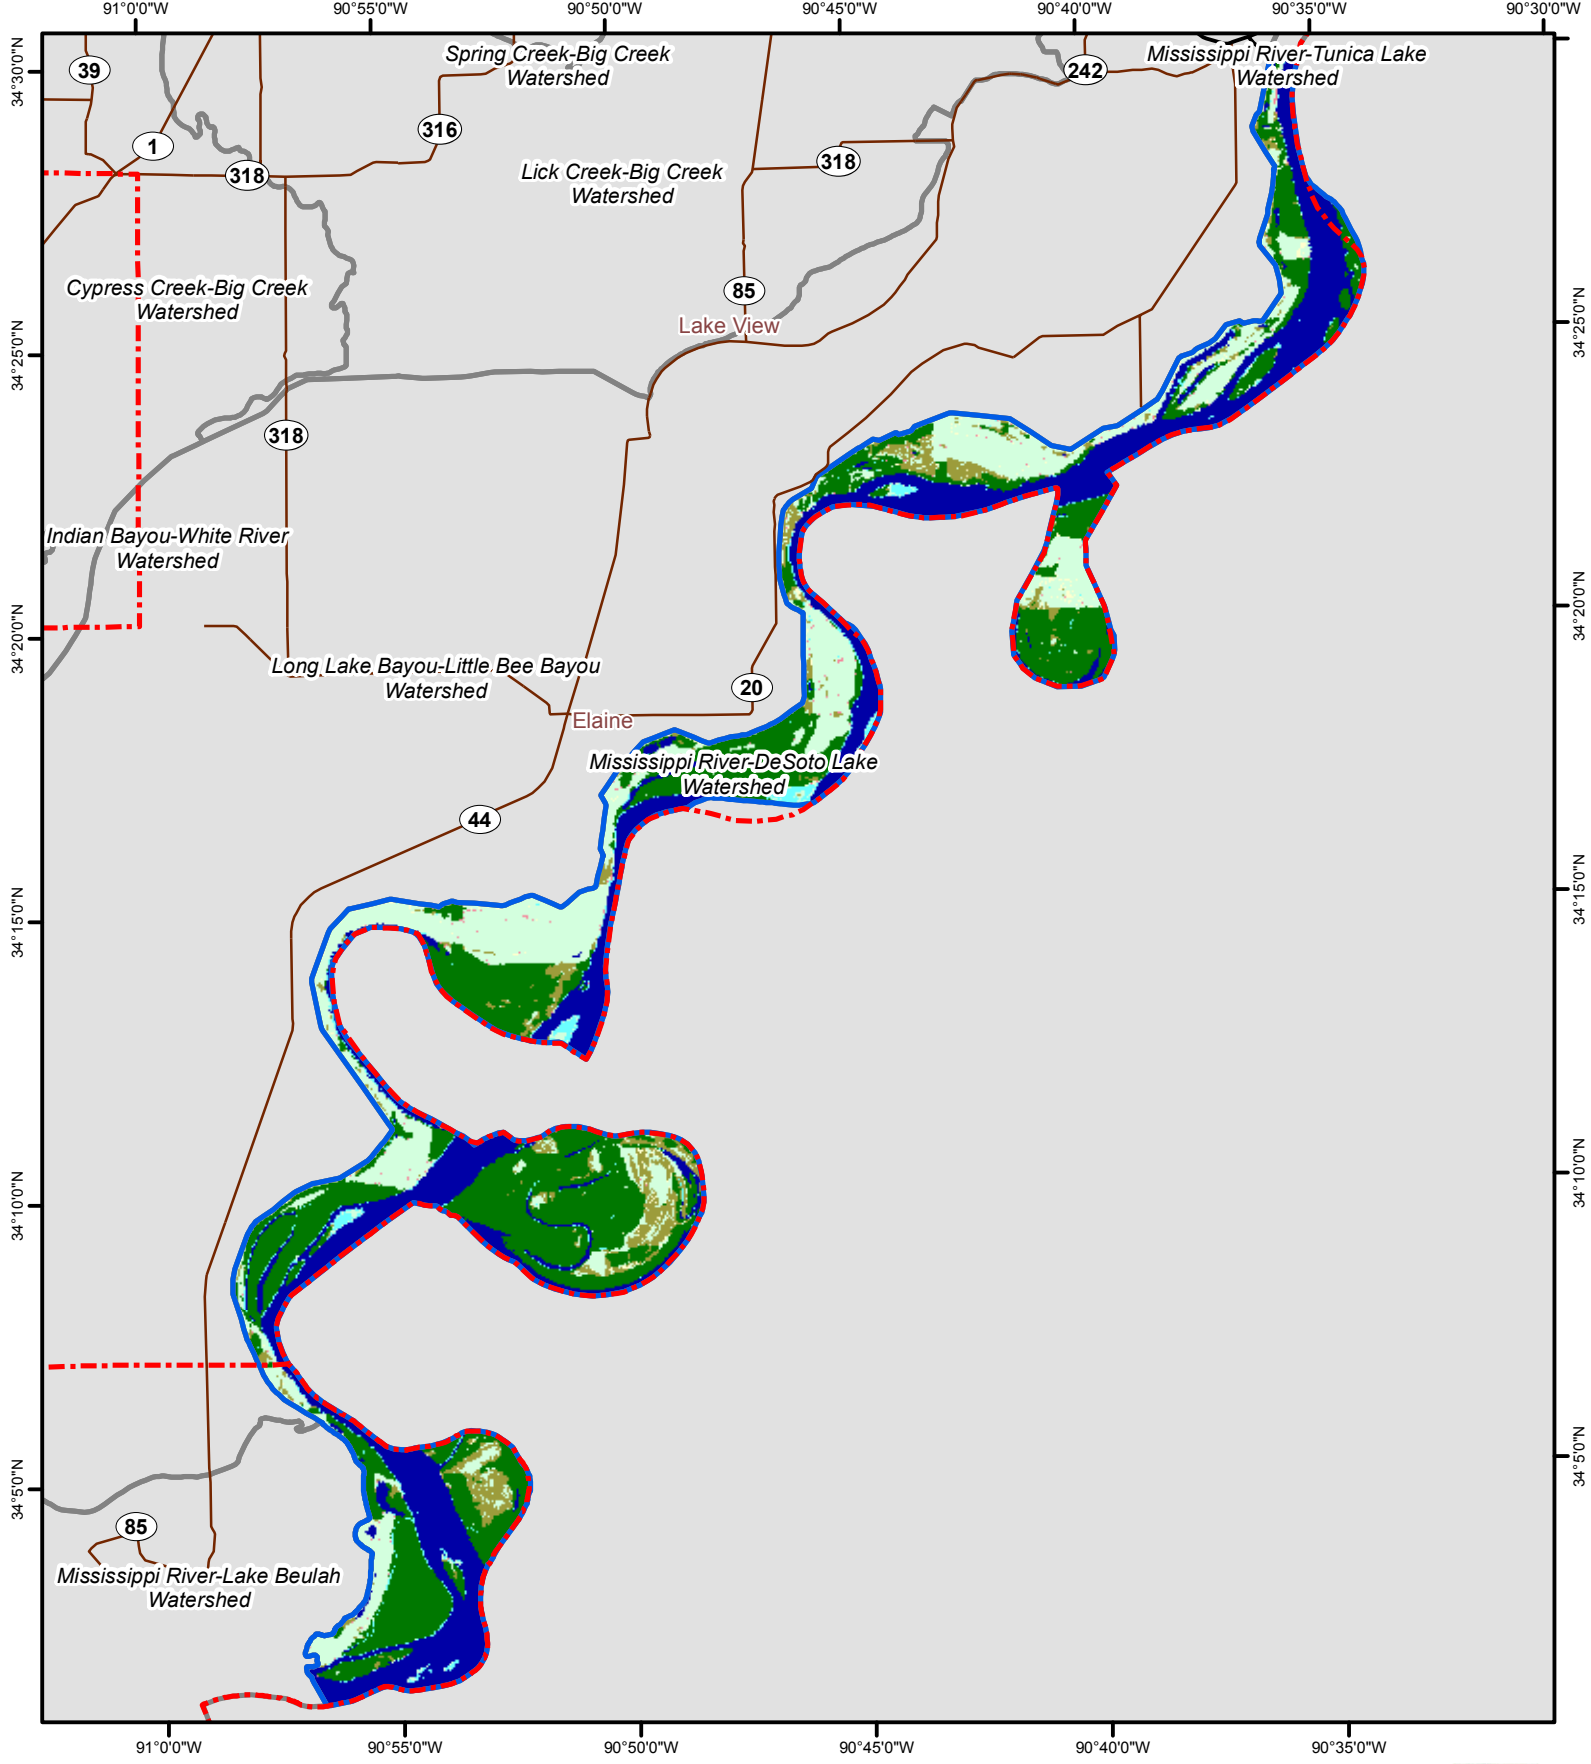 91°0'0"W 90°55'0"W 90°50'0"W 90°45'0"W 90°40'0"W 90°35'0"W 90°30'0"W
34°30'0"N
39
Spring Creek-Big Creek
Watershed
242
Mississippi River-Tunica Lake
Watershed
316
1
318
318
Lick Creek-Big Creek
Watershed
Cypress Creek-Big Creek
Watershed
85
Lake View
34°25'0"N
34°25'0"N
318
Indian Bayou-White River
Watershed
34°20'0"N
34°20'0"N
Long Lake Bayou-Little Bee Bayou
Watershed
20
Elaine
Mississippi River-DeSoto Lake
Watershed
44
34°15'0"N
34°15'0"N
34°10'0"N
34°10'0"N
34°5'0"N
34°5'0"N
85
Mississippi River-Lake Beulah
Watershed
91°0'0"W 90°55'0"W 90°50'0"W 90°45'0"W 90°40'0"W 90°35'0"W